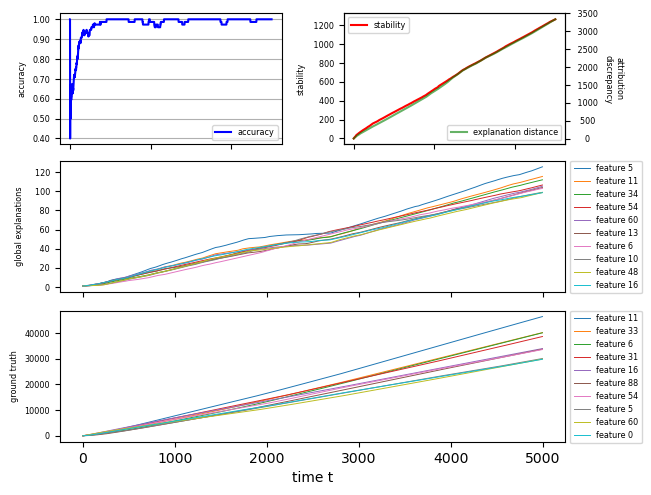 1.00
0.90
0.80
0.70
0.60
0.50
0.40
accuracy
accuracy
1200
1000
800
600
400
200
0
stability
stability
explanation distance
3500
3000
2500
2000
1500
1000
500
0
attribution
discrepancy
120
100
80
60
40
20
0
global explanations
feature 5
feature 11
feature 34
feature 54
feature 60
feature 13
feature 6
feature 10
feature 48
feature 16
40000
30000
20000
10000
0
ground truth
feature 11
feature 33
feature 6
feature 31
feature 16
feature 88
feature 54
feature 5
feature 60
feature 0
0 1000 2000 3000 4000 5000
time t